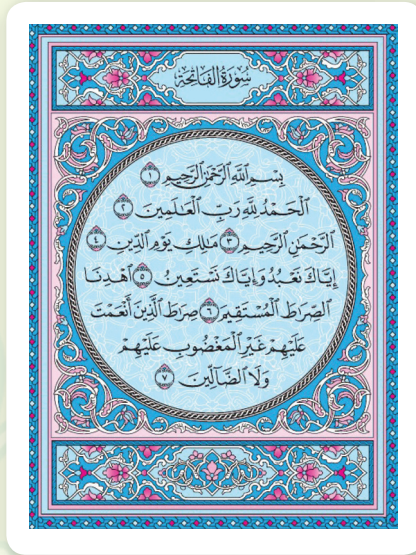 سُورَةُ الفَاتِحَةِ
بِسْمِ ٱللَّهِ ٱلرَّحْمَٰنِ ٱلرَّحِيمِ ١
ٱلْحَمْدُ لِلَّهِ رَبِّ ٱلْعَٰلَمِينَ ٢
ٱلرَّحْمَٰنِ ٱلرَّحِيمِ ٣ مَٰلِكِ يَوْمِ ٱلدِّينِ ٤
إِيَّاكَ نَعْبُدُ وَإِيَّاكَ نَسْتَعِينُ ٥ ٱهْدِنَا
ٱلصِّرَٰطَ ٱلْمُسْتَقِيمَ ٦ صِرَٰطَ ٱلَّذِينَ أَنْعَمْتَ
عَلَيْهِمْ غَيْرِ ٱلْمَغْضُوبِ عَلَيْهِمْ
وَلَا ٱلضَّآلِّينَ ٧